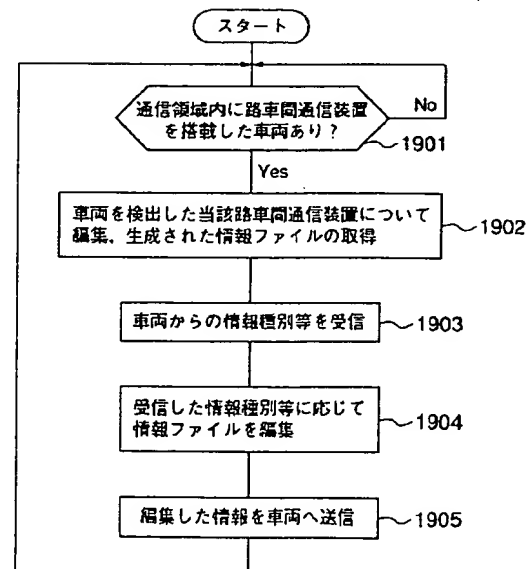 スタート
通信領域内に路車間通信装置
を搭載した車両あり？
No
1901
Yes
車両を検出した当該路車間通信装置について
編集、生成された情報ファイルの取得
1902
車両からの情報種別等を受信
1903
受信した情報種別等に応じて
情報ファイルを編集
1904
編集した情報を車両へ送信
1905